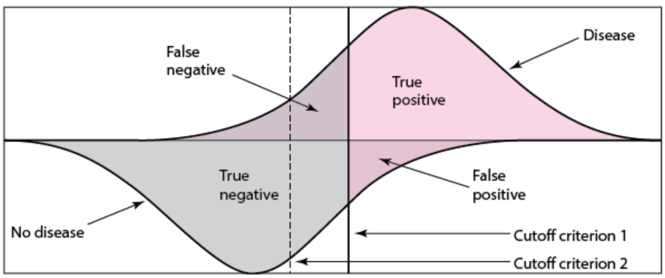 Disease
False
negative
True
positive
True
negative
False
positive
No disease
Cutoff criterion 1
Cutoff criterion 2